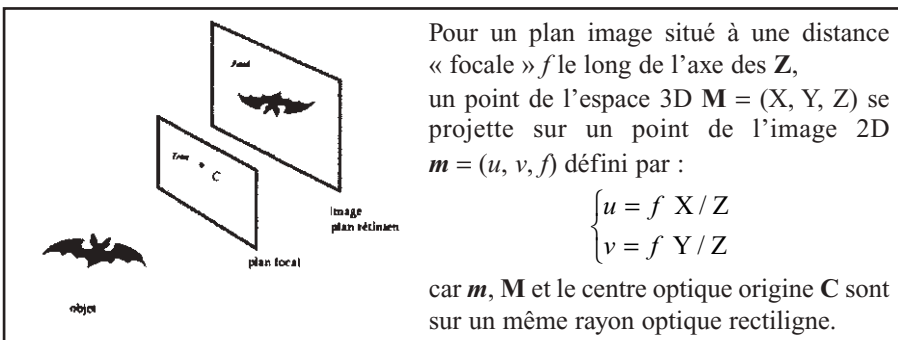 C
image
plan rétinien
plan focal
objet
Pour un plan image situé à une distance
« focale » f le long de l’axe des Z,
un point de l’espace 3D M = (X, Y, Z) se
projette sur un point de l’image 2D
m = (u, v, f) défini par :
u = f X / Z
v = f Y / Z
car m, M et le centre optique origine C sont
sur un même rayon optique rectiligne.